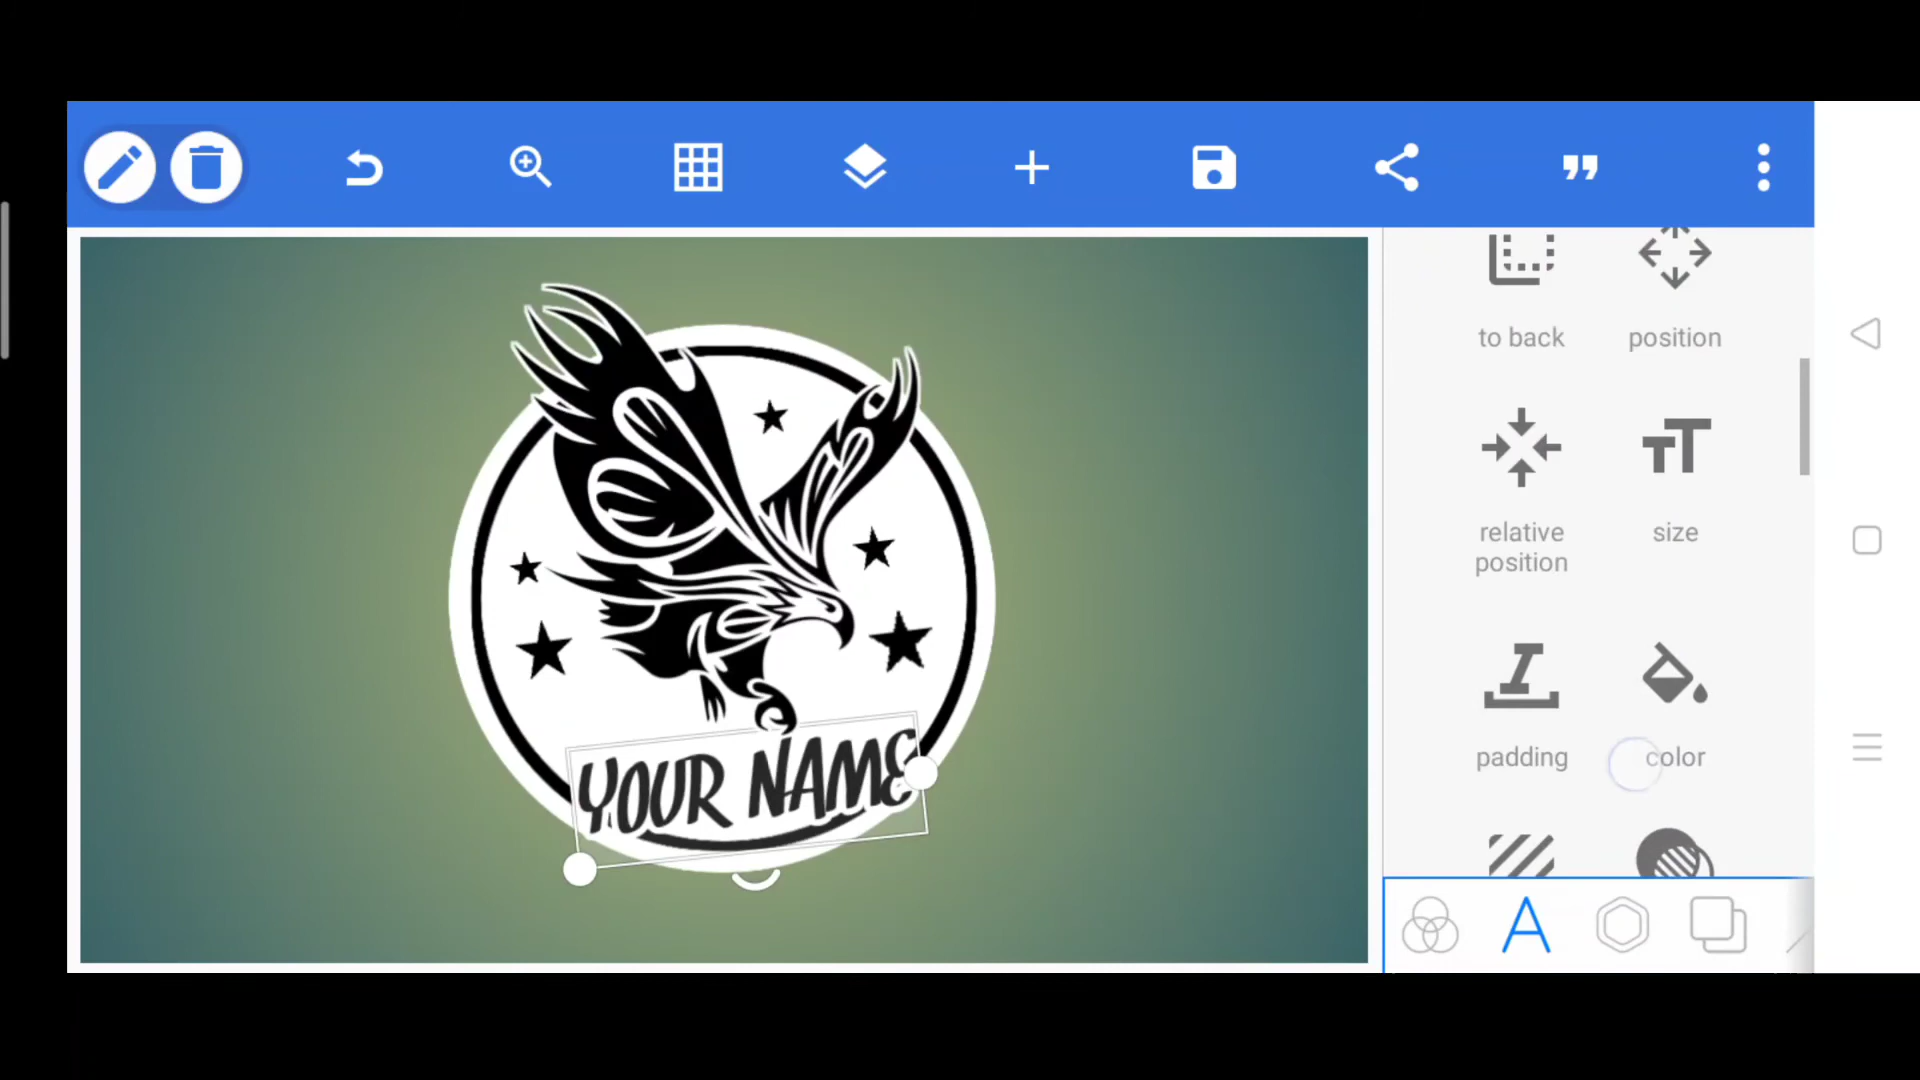 to back
position
relative
position
size
padding
color
YOUR NAME